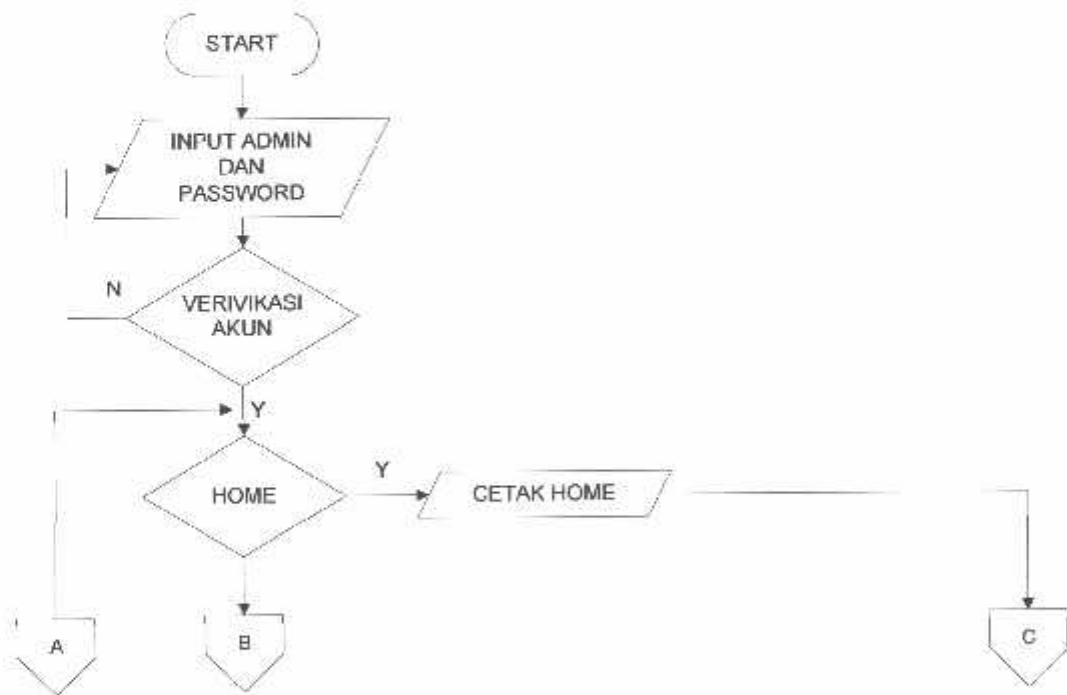 START
INPUT ADMIN
DAN
PASSWORD
N
VERIVIKASI
AKUN
Y
HOME
Y
CETAK HOME
A
B
C